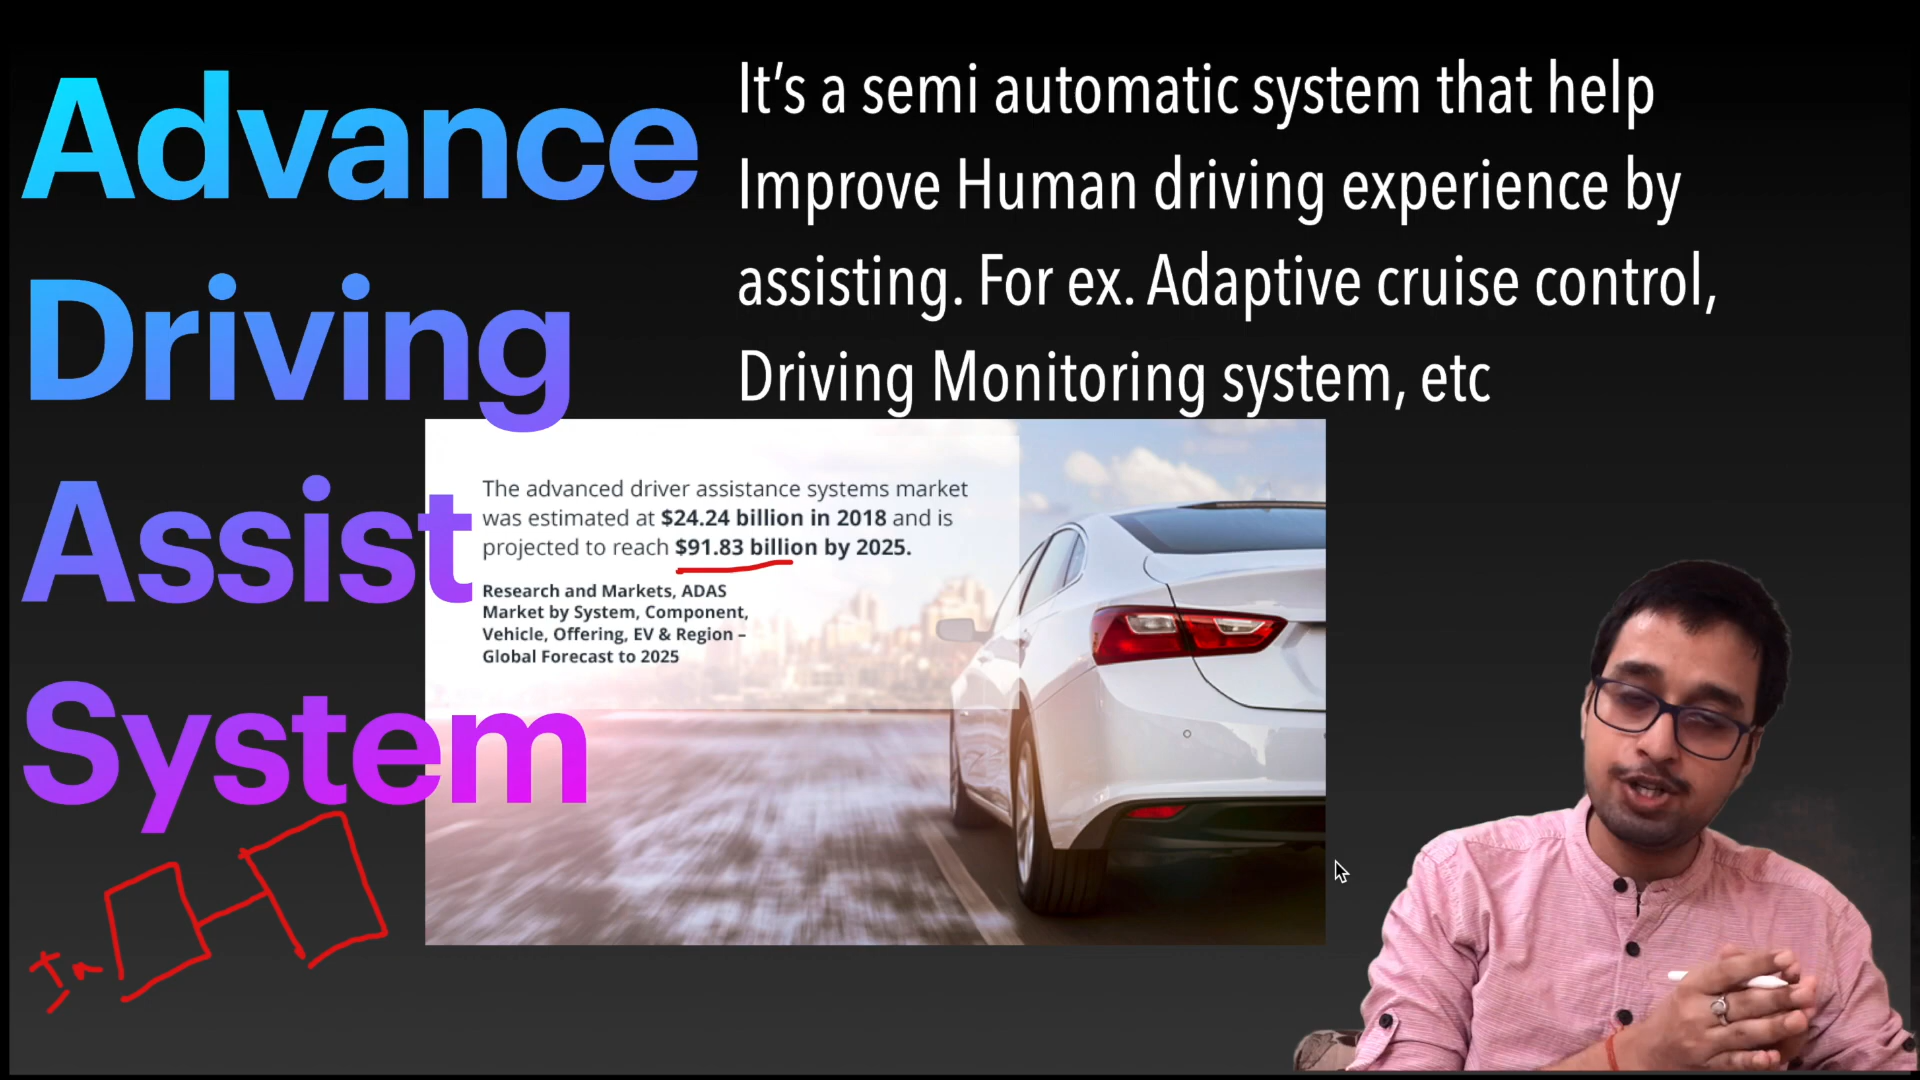 Advance
Driving
Assist
System
It's a semi automatic system that help
Improve Human driving experience by
assisting. For ex. Adaptive cruise control,
Driving Monitoring system, etc
The advanced driver assistance systems market
was estimated at $24.24 billion in 2018 and is
projected to reach $91.83 billion by 2025.
Research and Markets, ADAS
Market by System, Component,
Vehicle, Offering, EV & Region –
Global Forecast to 2025
In